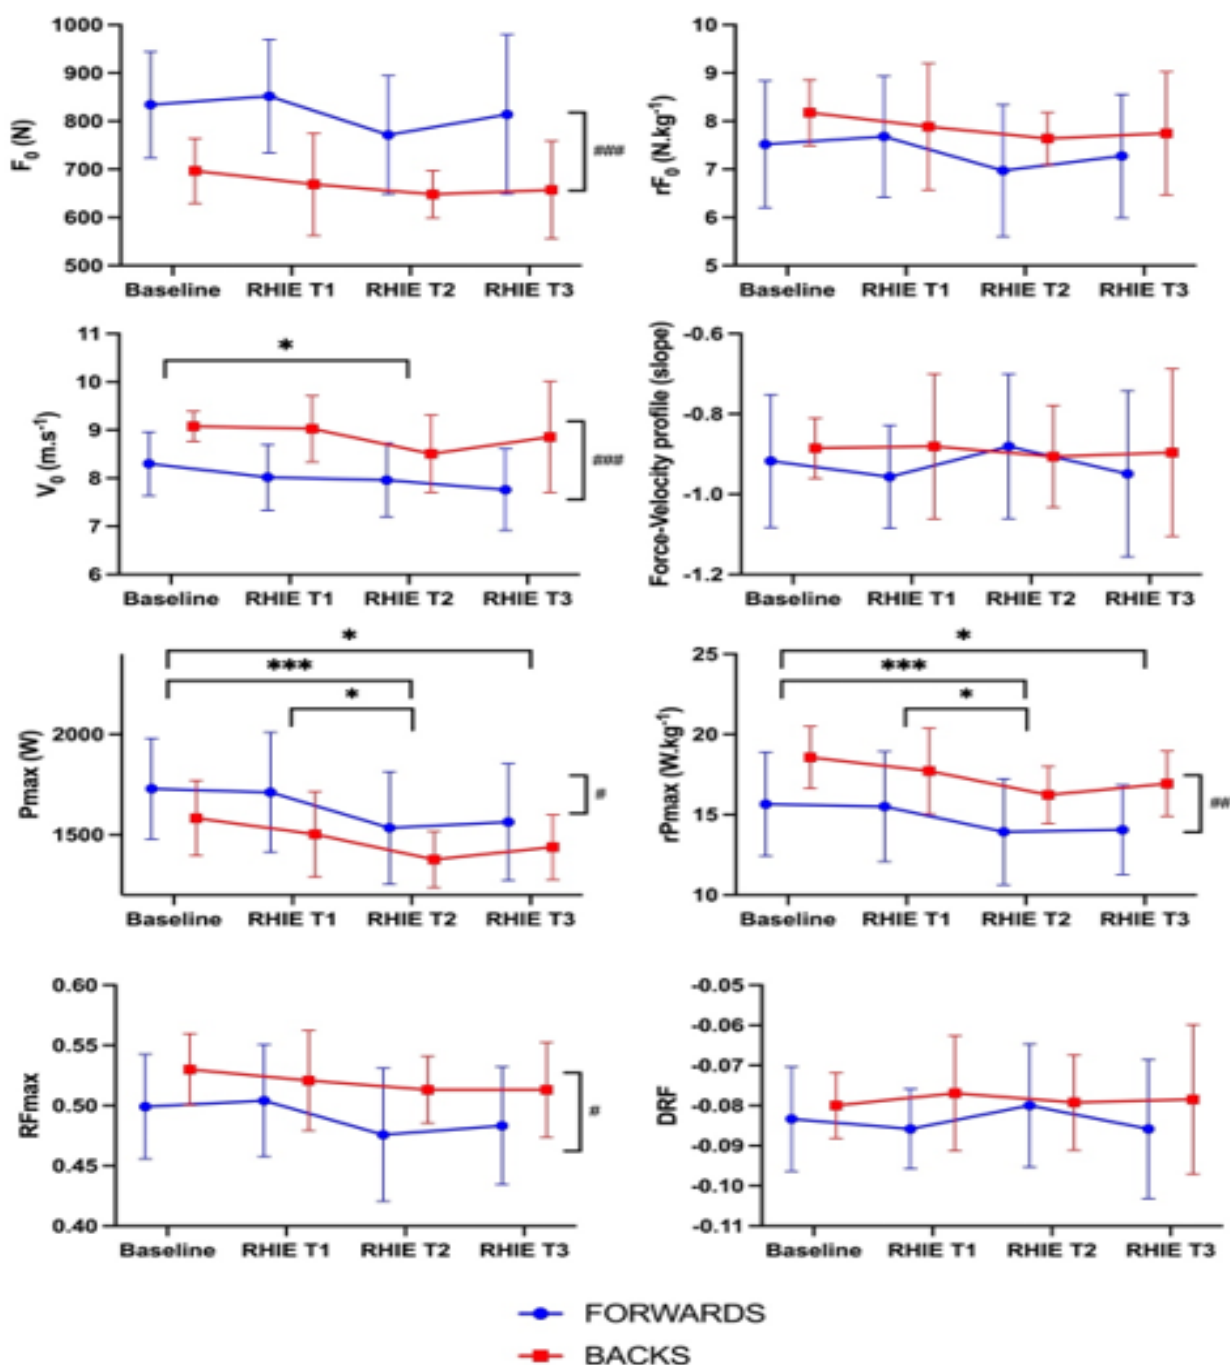 1000
900
800
700
600
500
F0 (N)
###
Baseline RHIE T1 RHIE T2 RHIE T3
10
9
8
7
6
5
rF0 (N.kg-1)
Baseline RHIE T1 RHIE T2 RHIE T3
11
10
9
8
7
6
V0 (m.s-1)
*
###
Baseline RHIE T1 RHIE T2 RHIE T3
-0.6
-0.8
-1.0
-1.2
Force-Velocity profile (slope)
Baseline RHIE T1 RHIE T2 RHIE T3
*
***
*
2000
1500
Pmax (W)
#
Baseline RHIE T1 RHIE T2 RHIE T3
*
***
*
25
20
15
10
rPmax (W.kg-1)
##
Baseline RHIE T1 RHIE T2 RHIE T3
0.60
0.55
0.50
0.45
0.40
RFmax
#
Baseline RHIE T1 RHIE T2 RHIE T3
-0.05
-0.06
-0.07
-0.08
-0.09
-0.10
-0.11
DRF
Baseline RHIE T1 RHIE T2 RHIE T3
FORWARDS
BACKS